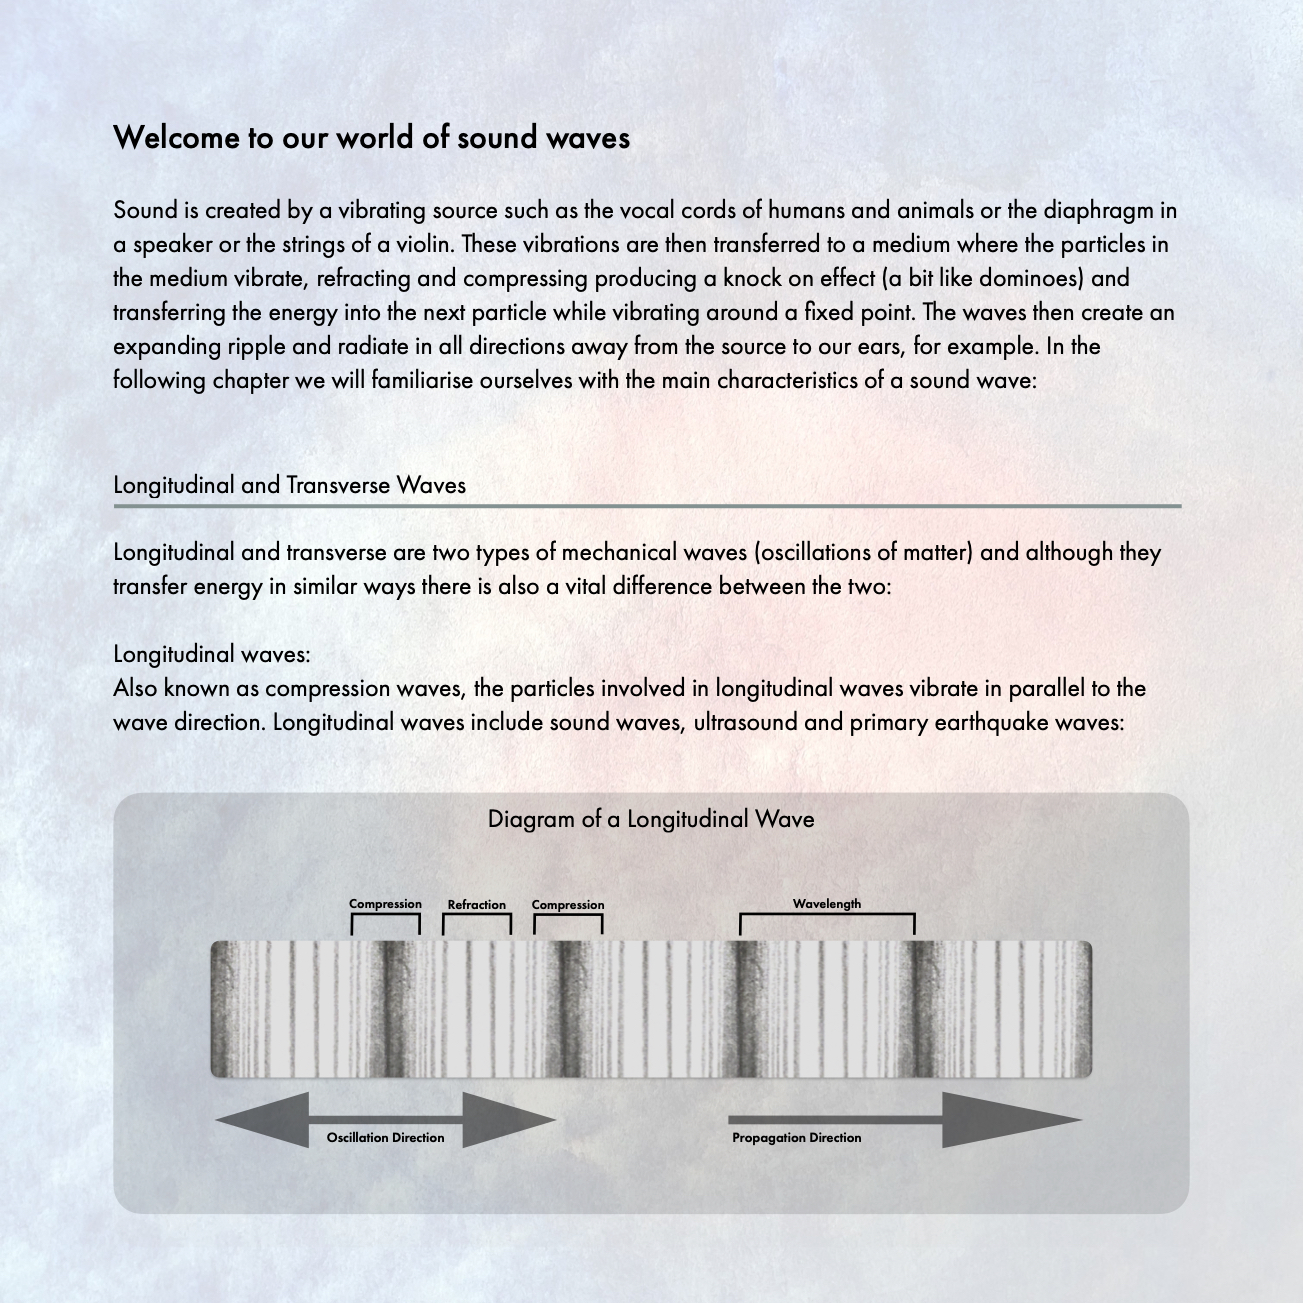 Welcome to our world of sound waves
Sound is created by a vibrating source such as the vocal cords of humans and animals or the diaphragm in
a speaker or the strings of a violin. These vibrations are then transferred to a medium where the particles in
the medium vibrate, refracting and compressing producing a knock on effect (a bit like dominoes) and
transferring the energy into the next particle while vibrating around a fixed point. The waves then create an
expanding ripple and radiate in all directions away from the source to our ears, for example. In the
following chapter we will familiarise ourselves with the main characteristics of a sound wave:
Longitudinal and Transverse Waves
Longitudinal and transverse are two types of mechanical waves (oscillations of matter) and although they
transfer energy in similar ways there is also a vital difference between the two:
Longitudinal waves:
Also known as compression waves, the particles involved in longitudinal waves vibrate in parallel to the
wave direction. Longitudinal waves include sound waves, ultrasound and primary earthquake waves:
Diagram of a Longitudinal Wave
Compression Refraction Compression Wavelength
Oscillation Direction Propagation Direction